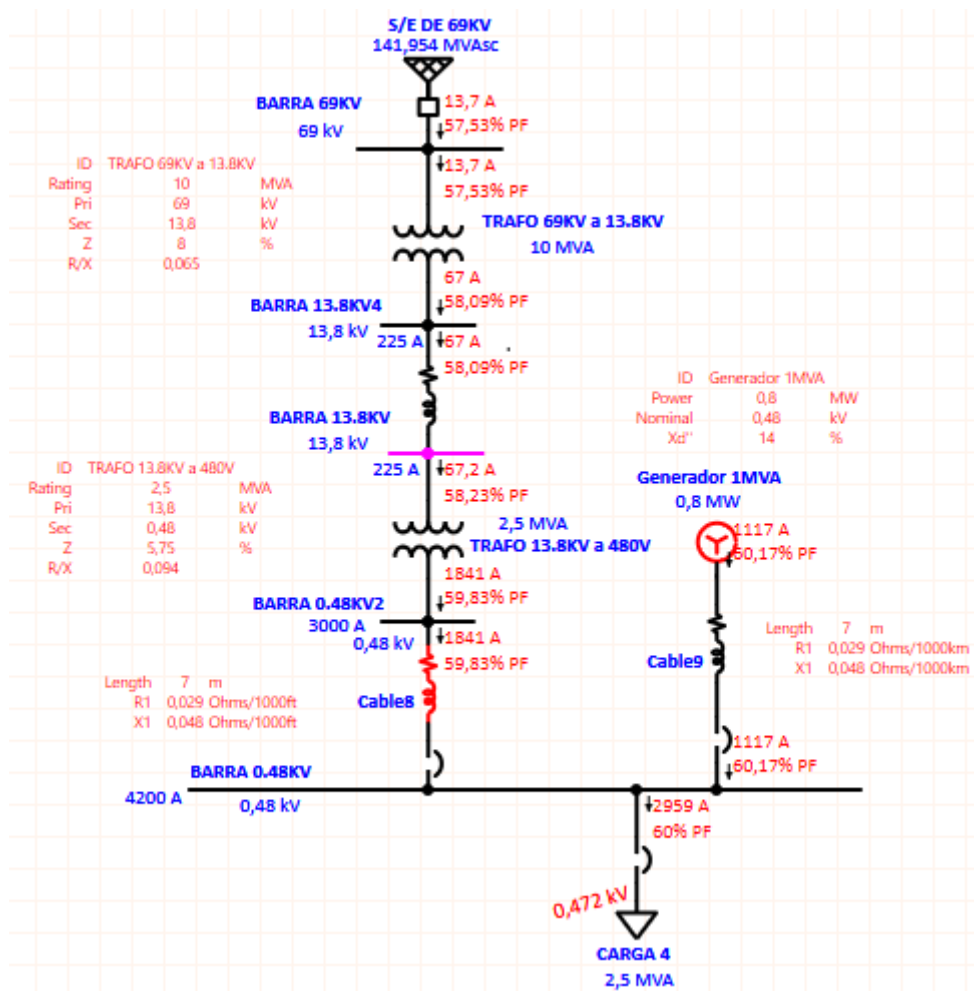 S/E DE 69KV
141,954 MVAsc
BARRA 69KV
69 kV
13,7 A
57,53% PF
13,7 A
57,53% PF
ID TRAFO 69KV a 13.8KV
Rating 10 MVA
Pri 69 kV
Sec 13,8 kV
Z 8 %
R/X 0,065
TRAFO 69KV a 13.8KV
10 MVA
67 A
58,09% PF
BARRA 13.8KV4
13,8 kV
225 A
67 A
58,09% PF
ID Generador 1MVA
Power 0,8 MW
Nominal 0,48 kV
Xd" 14 %
BARRA 13.8KV
13,8 kV
225 A
67,2 A
58,23% PF
ID TRAFO 13.8KV a 480V
Rating 2,5 MVA
Pri 13,8 kV
Sec 0,48 kV
Z 5,75 %
R/X 0,094
2,5 MVA
TRAFO 13.8KV a 480V
Generador 1MVA
0,8 MW
1117 A
60,17% PF
1841 A
59,83% PF
BARRA 0.48KV2
3000 A
0,48 kV
1841 A
59,83% PF
Length 7 m
R1 0,029 Ohms/1000km
X1 0,048 Ohms/1000km
Cable9
Length 7 m
R1 0,029 Ohms/1000ft
X1 0,048 Ohms/1000ft
Cable8
1117 A
60,17% PF
BARRA 0.48KV
4200 A
0,48 kV
2959 A
60% PF
0,472 kV
CARGA 4
2,5 MVA